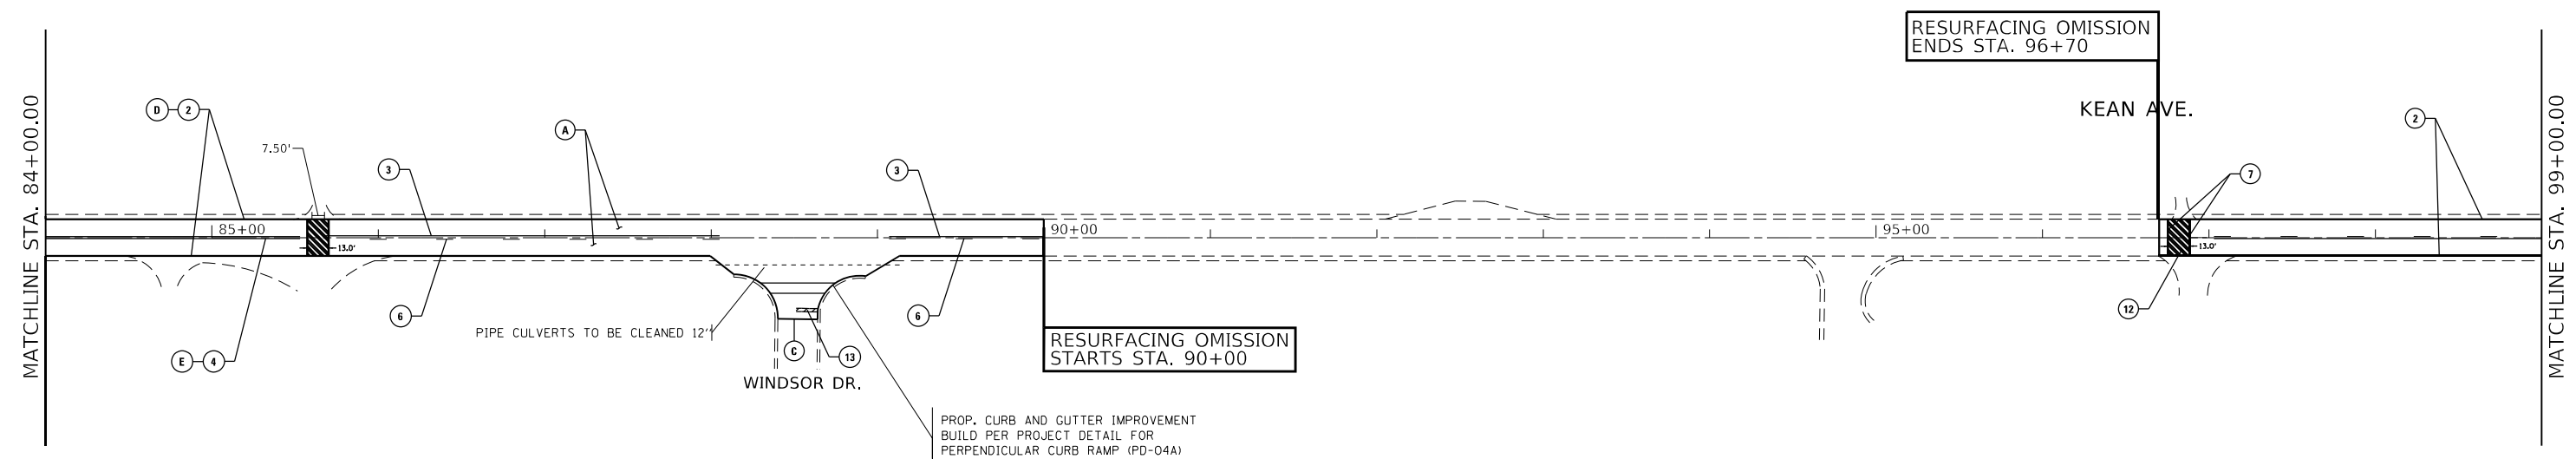 MATCHLINE STA. 84+00.00
D
2
7.50'
3
A
3
RESURFACING OMISSION
ENDS STA. 96+70
KEAN AVE.
2
7
85+00
13.0'
90+00
95+00
13.0'
E
4
6
PIPE CULVERTS TO BE CLEANED 12"
C
13
WINDSOR DR.
6
RESURFACING OMISSION
STARTS STA. 90+00
12
PROP. CURB AND GUTTER IMPROVEMENT
BUILD PER PROJECT DETAIL FOR
PERPENDICULAR CURB RAMP (PD-04A)
MATCHLINE STA. 99+00.00